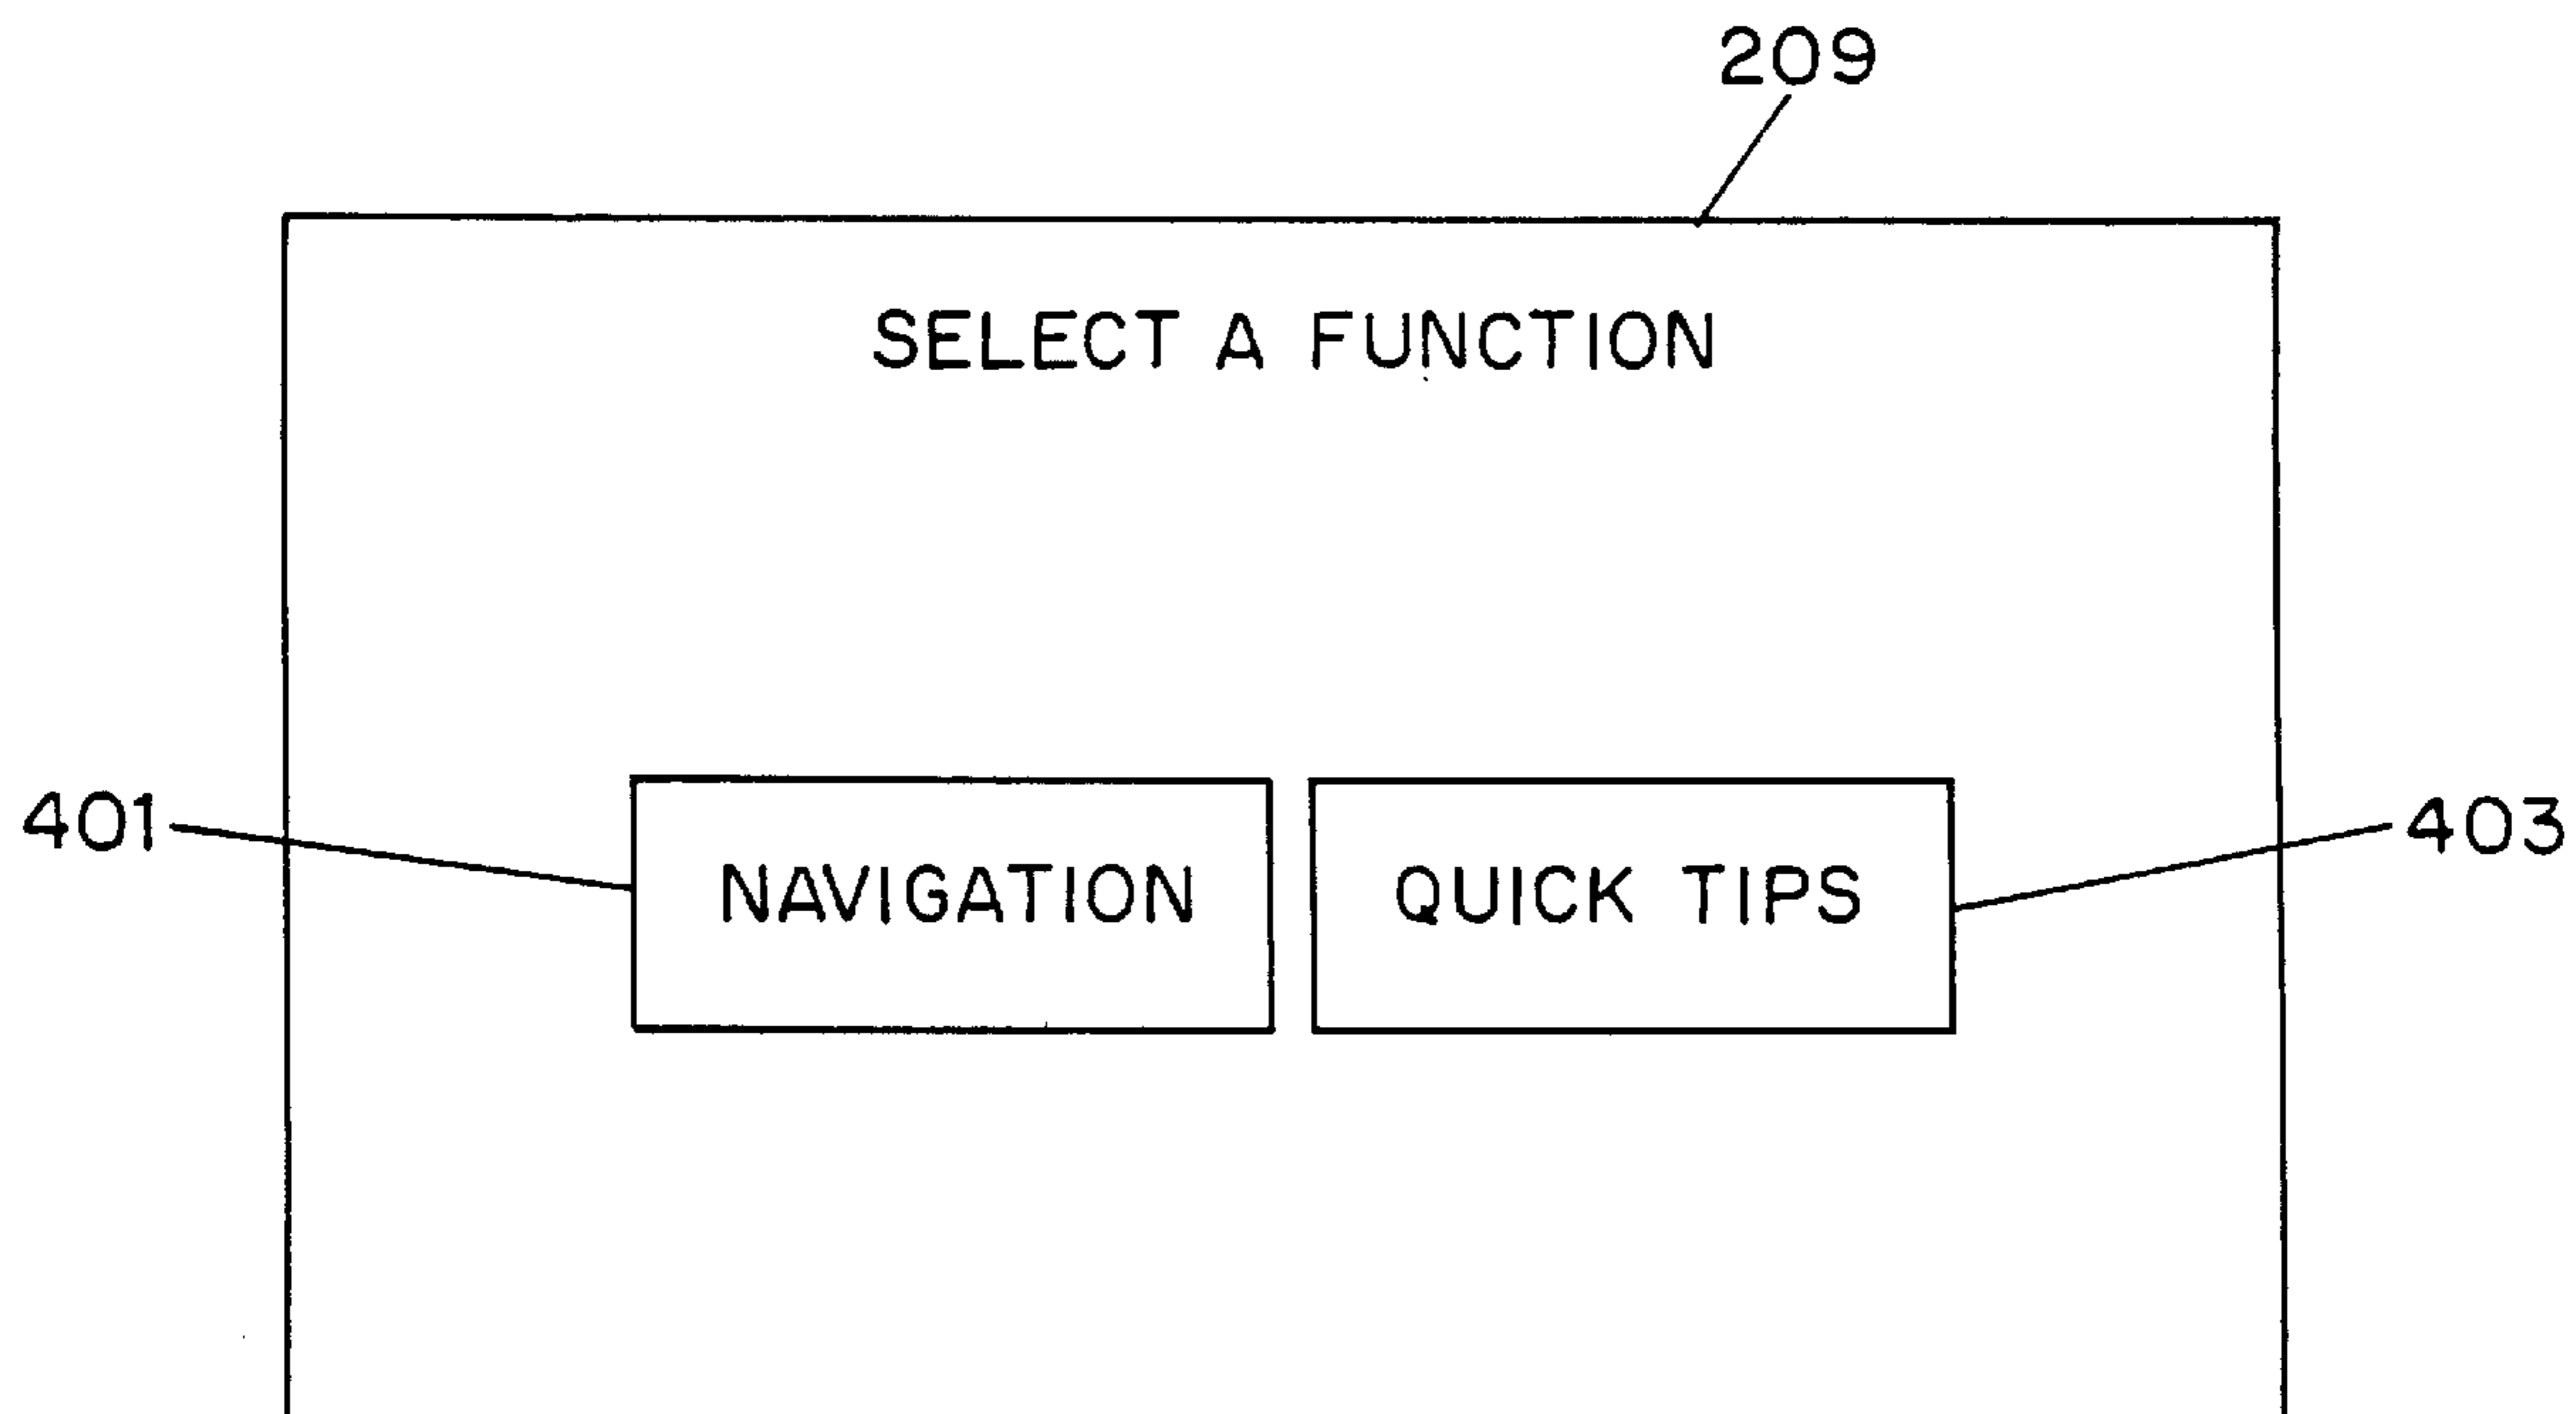 209
SELECT A FUNCTION
401
NAVIGATION
QUICK TIPS
403